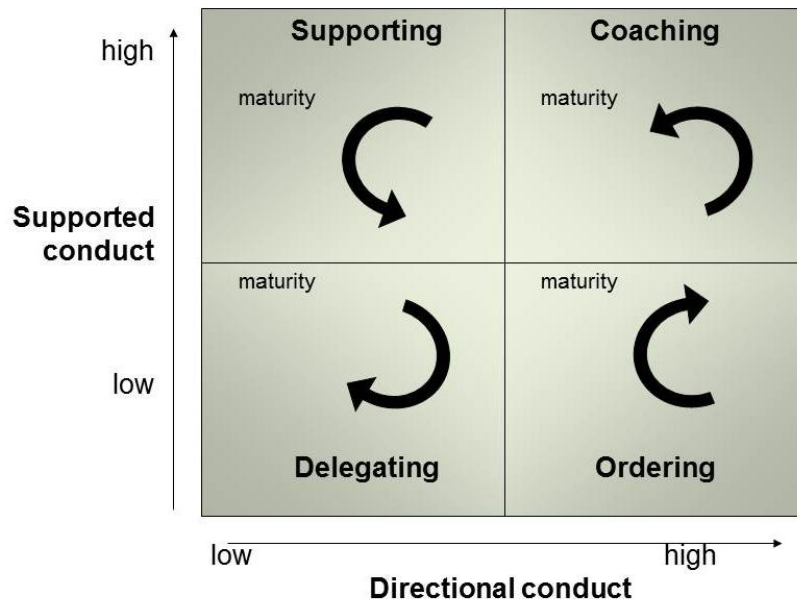 Supporting
Coaching
high
maturity
maturity
Supported
conduct
maturity
maturity
low
Delegating
Ordering
low
high
Directional conduct